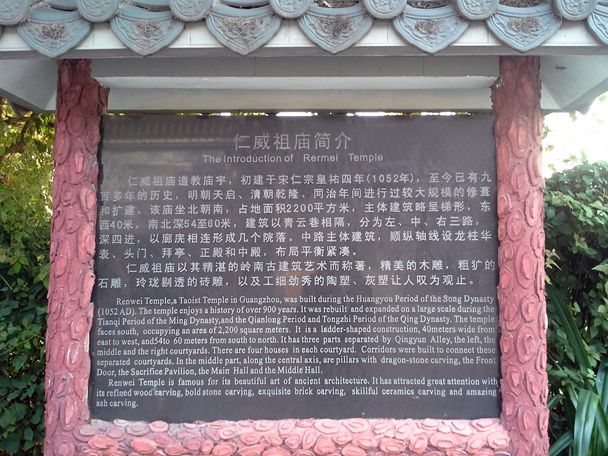 仁威祖庙简介
The Introduction of Rermei Temple
仁威祖庙道教庙宇，初建于宋仁宗皇祐四年(1052年)，至今已有九
百多年的历史，明朝天启、清朝乾隆、同治年间进行过较大规模的修葺
和扩建。该庙坐北朝南，占地面积2200平方米，主体建筑略呈梯形，东
西40米，南北深54至60米，建筑以青云巷相隔，分为左、中、右三路，
深四进，以廊庑相连形成几个院落。中路主体建筑，顺纵轴线设龙柱华
表、头门、拜亭、正殿和中殿，布局平衡紧凑。
仁威祖庙以其精湛的岭南古建筑艺术而称著，精美的木雕，粗犷的
石雕，玲珑剔透的砖雕，以及工细劲秀的陶塑、灰塑让人叹为观止。
Renwei Temple,a Taoist Temple in Guangzhou, was built during the Huangyou Period of the Song Dynasty
(1052 AD). The temple enjoys a history of over 900 years. It was rebuilt and expanded on a large scale during the
Tianqi Period of the Ming Dynasty,and the Qianlong Period and Tongzhi Period of the Qing Dynasty. The temple
faces south, occupying an area of 2,200 square meters. It is a ladder-shaped construction, 40meters wide from
east to west, and54to 60 meters from south to north. It has three parts separated by Qingyun Alley, the left, the
middle and the right courtyards. There are four houses in each courtyard. Corridors were built to connect these
separated courtyards. In the middle part, along the central axis, are pillars with dragon-stone carving, the Front
Door, the Sacrifice Pavilion, the Main Hall and the Middle Hall.
Renwei Temple is famous for its beautiful art of ancient architecture. It has attracted great attention with
its refined wood carving, bold stone carving, exquisite brick carving, skillful ceramics carving and amazing
ash carving.